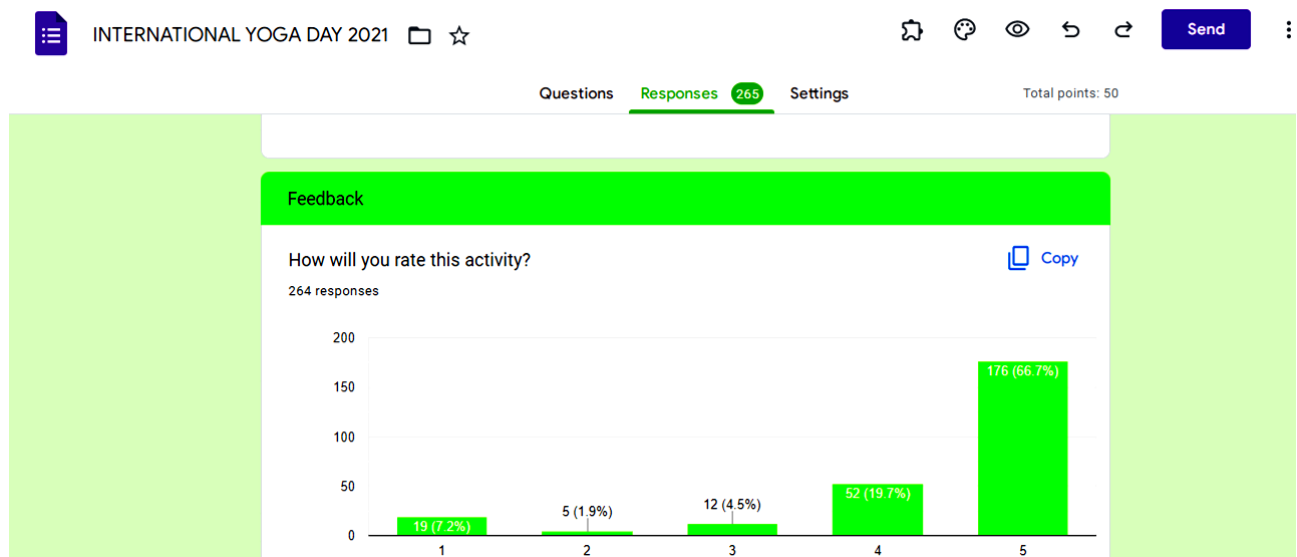 INTERNATIONAL YOGA DAY 2021
Send
Questions Responses 265 Settings Total points: 50
Feedback
How will you rate this activity?
Copy
264 responses
200
150
100
50
0
19 (7.2%)
5 (1.9%)
12 (4.5%)
52 (19.7%)
176 (66.7%)
1 2 3 4 5